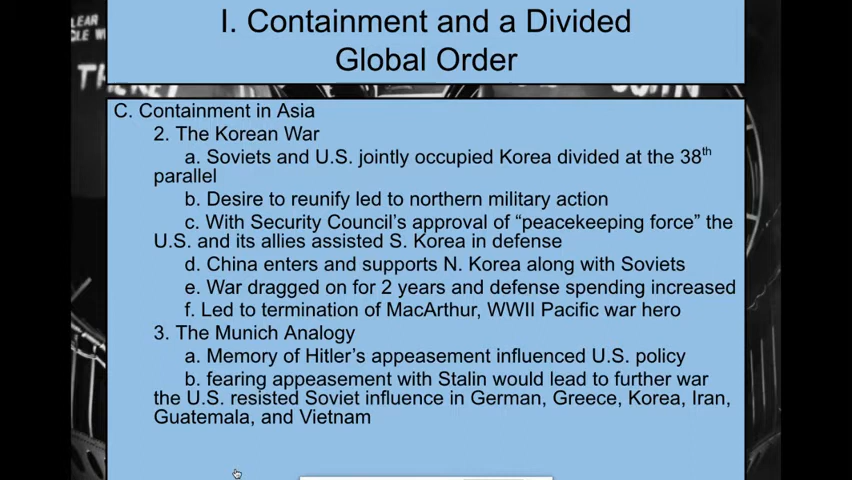 I. Containment and a Divided
Global Order
LEAR
CLE W
JOHN
C. Containment in Asia
2. The Korean War
a. Soviets and U.S. jointly occupied Korea divided at the 38th
parallel
b. Desire to reunify led to northern military action
c. With Security Council's approval of “peacekeeping force” the
U.S. and its allies assisted S. Korea in defense
d. China enters and supports N. Korea along with Soviets
e. War dragged on for 2 years and defense spending increased
f. Led to termination of MacArthur, WWII Pacific war hero
3. The Munich Analogy
a. Memory of Hitler’s appeasement influenced U.S. policy
b. fearing appeasement with Stalin would lead to further war
the U.S. resisted Soviet influence in German, Greece, Korea, Iran,
Guatemala, and Vietnam